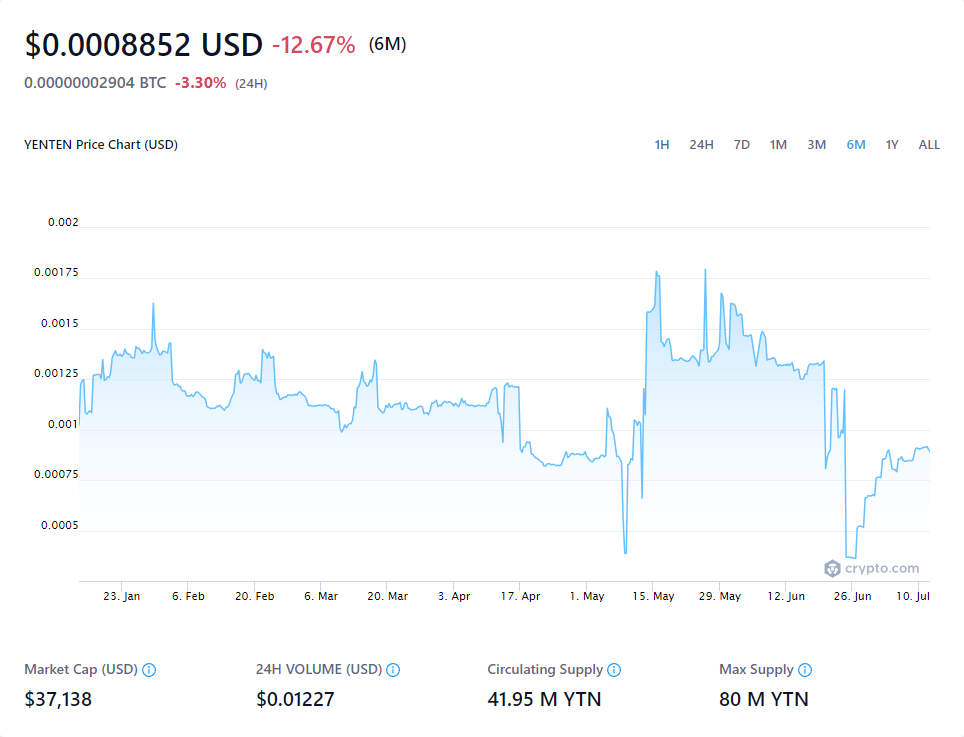 $0.0008852 USD -12.67% (6M)
0.00000002904 BTC -3.30% (24H)
YENTEN Price Chart (USD) 1H 24H 7D 1M 3M 6M 1Y ALL
0.002
0.00175
0.0015
0.00125
0.001
0.00075
0.0005
crypto.com
23. Jan 6. Feb 20. Feb 6. Mar 20. Mar 3. Apr 17. Apr 1. May 15. May 29. May 12. Jun 26. Jun 10. Jul
Market Cap (USD) 24H VOLUME (USD) Circulating Supply Max Supply
$37,138 $0.01227 41.95 M YTN 80 M YTN